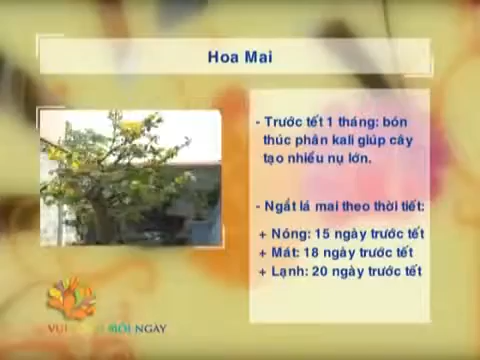 Hoa Mai
- Trước tết 1 tháng: bón
thúc phân kali giúp cây
tạo nhiều nụ lớn.
- Ngắt lá mai theo thời tiết:
+ Nóng: 15 ngày trước tết
+ Mát: 18 ngày trước tết
+ Lạnh: 20 ngày trước tết
VUI MỖI NGÀY